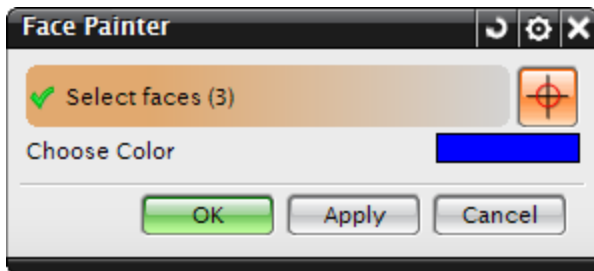 Face Painter
Select faces (3)
Choose Color
OK Apply Cancel